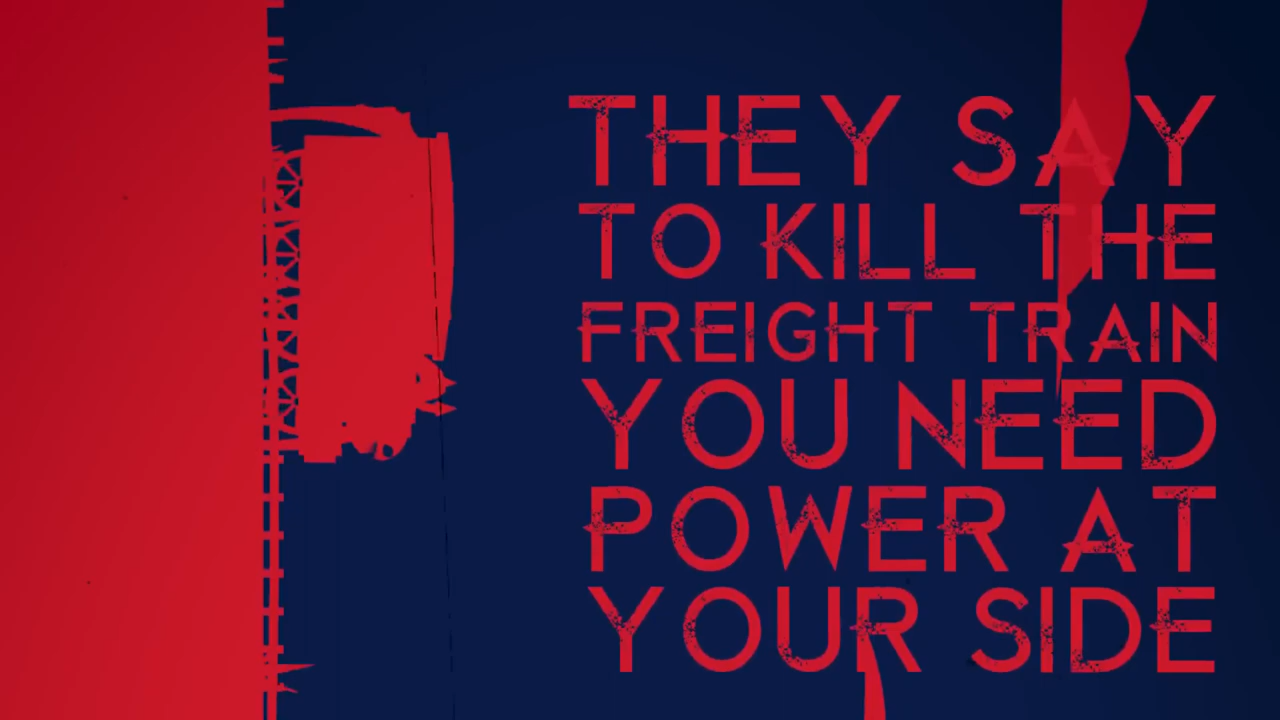 THEY SAY
TO KILL THE
FREIGHT TRAIN
YOU NEED
POWER AT
YOUR SIDE